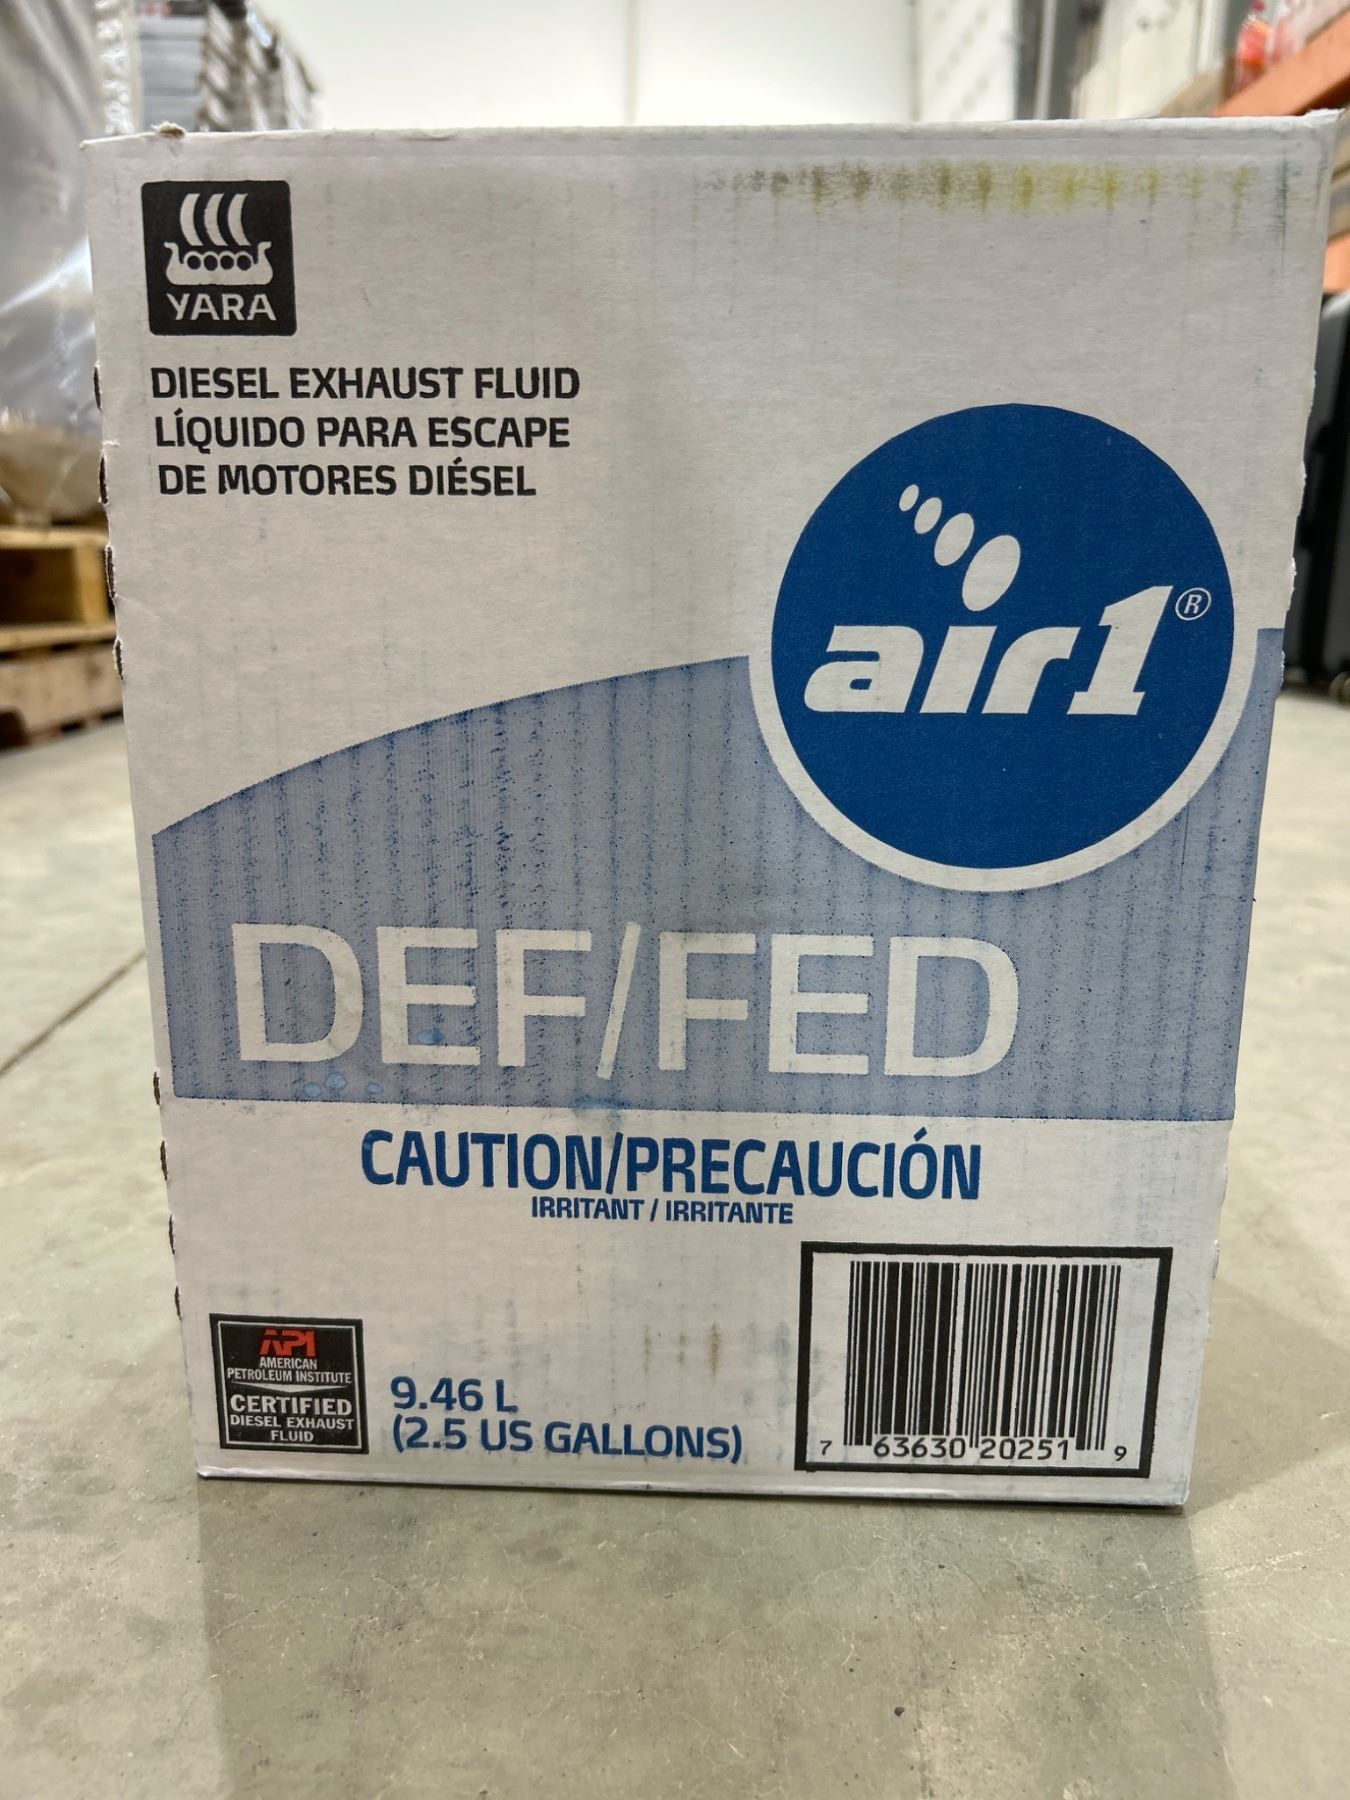 YARA
DIESEL EXHAUST FLUID
LÍQUIDO PARA ESCAPE
DE MOTORES DIÉSEL
air1®
DEF/FED
CAUTION/PRECAUCIÓN
IRRITANT / IRRITANTE
API
AMERICAN
PETROLEUM INSTITUTE
CERTIFIED
DIESEL EXHAUST
FLUID
9.46 L
(2.5 US GALLONS)
7 63630 20251 9